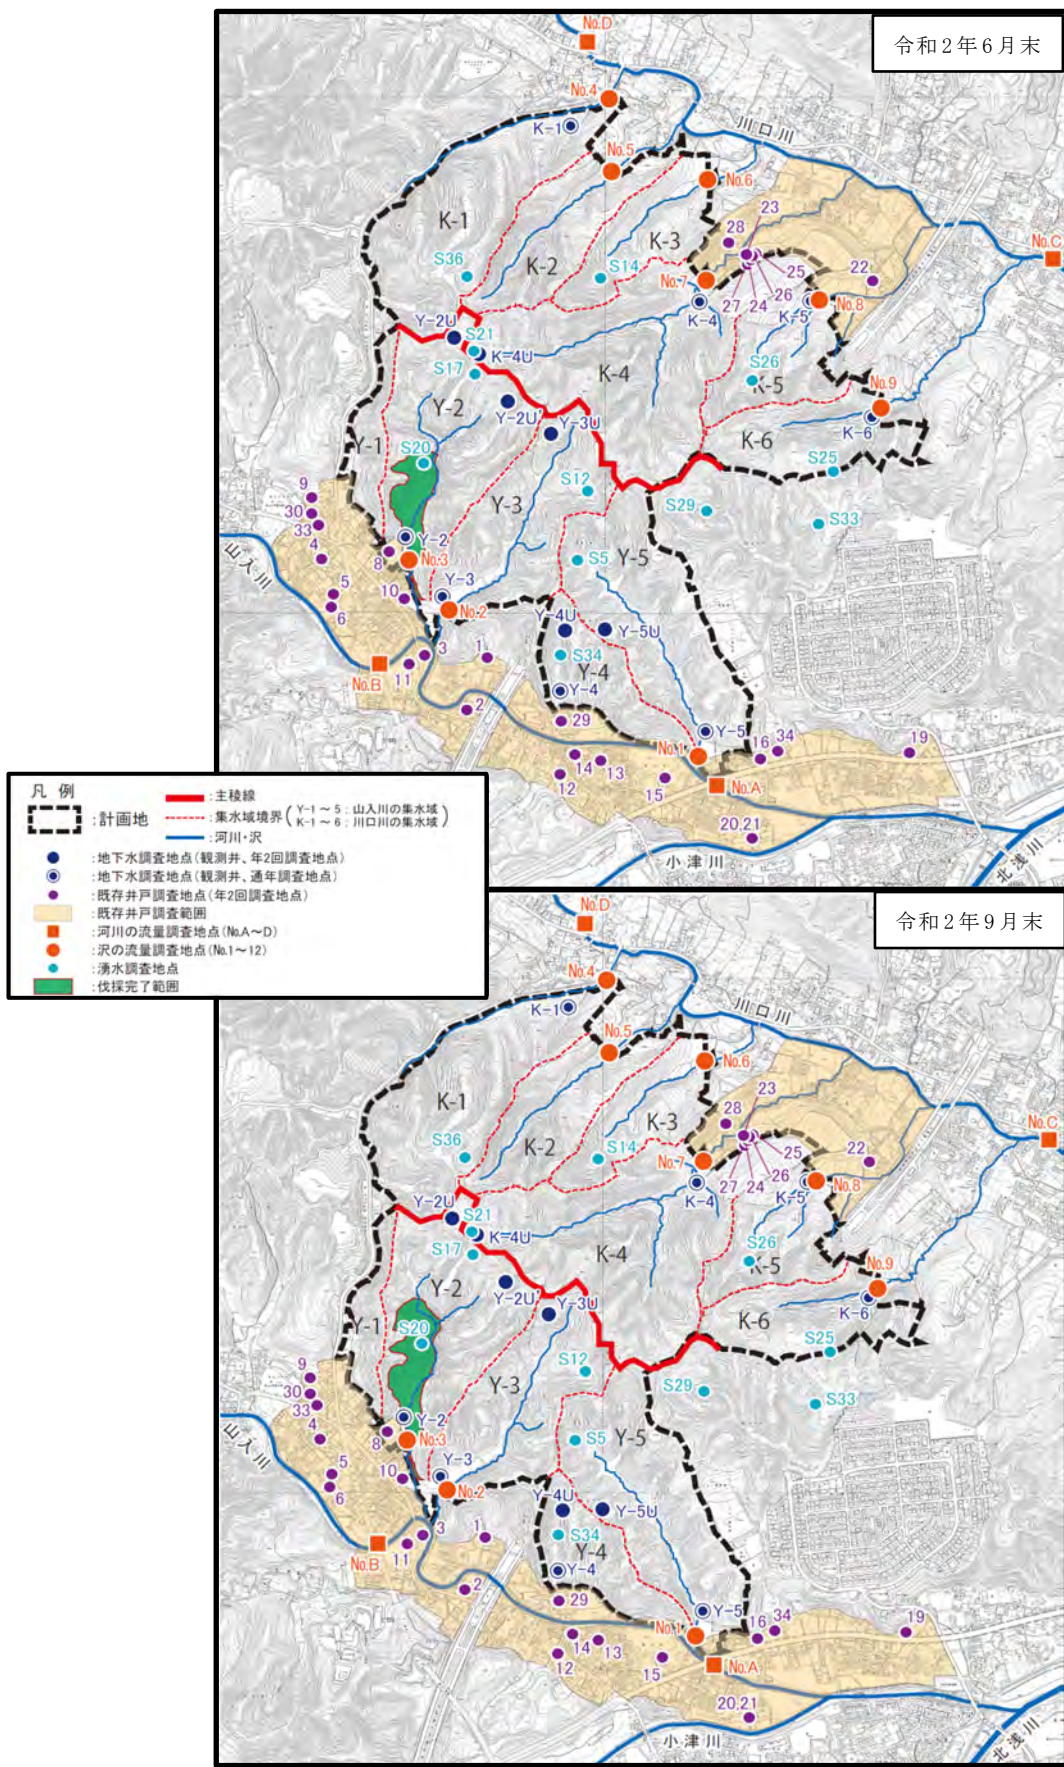 令和2年6月末
No.D
No.4
K-1
川口川
No.5
No.6
23
K-1
28
K-3
No.C
K-2
S36
S14
No.7
25
22
26
27
24
K-4
K-5
No.8
Y-2U
S21
K-4U
S17
K-4
S26
K-5
Y-2
No.9
Y-2U
Y-3U
K-6
K-6
Y-1
S20
S25
9
S12
30
Y-3
S29
S33
33
Y-2
4
山入川
8
No.3
S5
Y-5
5
Y-3
10
6
No.2
Y-4U
Y-5U
3
1
S34
11
Y-4
No.B
Y-4
2
29
Y-5
34
No.1
16
19
14
13
12
15
No.A
20,21
小津川
北浅川
凡例
:計画地
:主稜線
:集水域境界(Y-1~5:山入川の集水域
K-1~6:川口川の集水域)
:河川・沢
:地下水調査地点(観測井、年2回調査地点)
:地下水調査地点(観測井、通年調査地点)
:既存井戸調査地点(年2回調査地点)
:既存井戸調査範囲
:河川の流量調査地点(No.A~D)
:沢の流量調査地点(No.1~12)
:湧水調査地点
:伐採完了範囲
令和2年9月末
No.D
No.4
K-1
川口川
No.5
No.6
23
K-1
28
K-3
No.C
K-2
S36
S14
No.7
25
22
26
27
24
K-4
K-5
No.8
Y-2U
S21
K-4U
S17
K-4
S26
K-5
Y-2
No.9
Y-2U
Y-3U
K-6
K-6
Y-1
S20
S25
9
S12
30
Y-3
S29
S33
33
Y-2
4
山入川
8
No.3
S5
Y-5
5
Y-3
10
6
No.2
Y-4U
Y-5U
3
1
S34
11
Y-4
No.B
Y-4
2
29
Y-5
34
No.1
16
19
14
13
12
15
No.A
20,21
小津川
北浅川